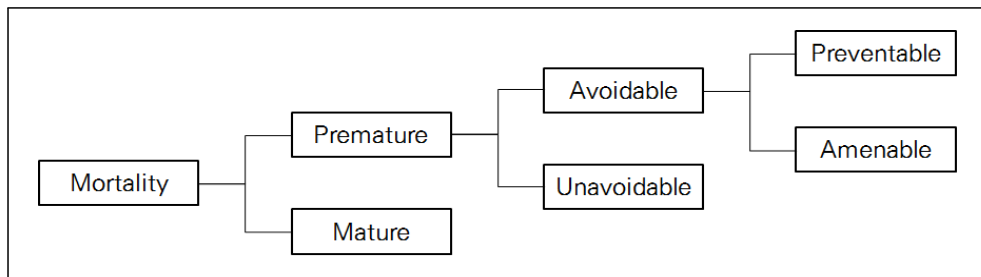 Preventable
Avoidable
Premature
Amenable
Mortality
Unavoidable
Mature